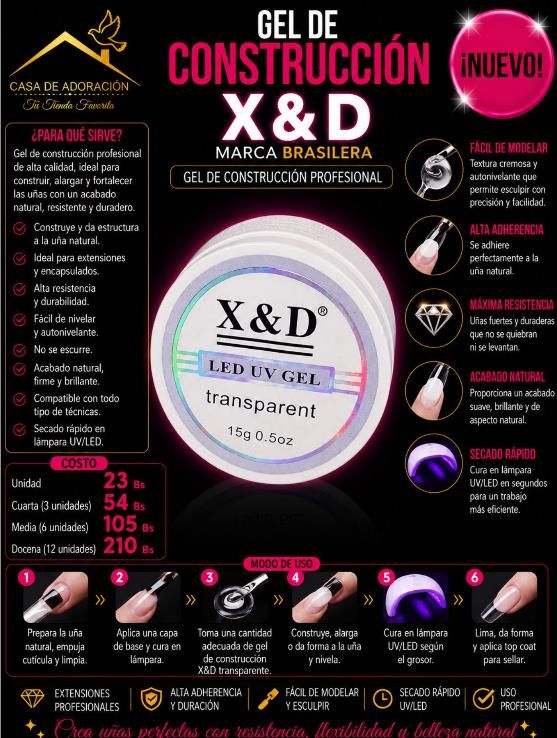 CASA DE ADORACIÓN
Tu Tienda Favorita
GEL DE
CONSTRUCCIÓN
X & D
MARCA BRASILERA
GEL DE CONSTRUCCIÓN PROFESIONAL
¡NUEVO!
¿PARA QUÉ SIRVE?
Gel de construcción profesional
de alta calidad, ideal para
construir, alargar y fortalecer
las uñas con un acabado
natural, resistente y duradero.
Construye y da estructura
a la uña natural.
Ideal para extensiones
y encapsulados.
Alta resistencia
y durabilidad.
Fácil de nivelar
y autonivelante.
No se escurre.
Acabado natural,
firme y brillante.
Compatible con todo
tipo de técnicas.
Secado rápido en
lámpara UV/LED.
X&D®
LED UV GEL
transparent
15g 0.5oz
FÁCIL DE MODELAR
Textura cremosa y
autonivelante que
permite esculpir con
precisión y facilidad.
ALTA ADHERENCIA
Se adhiere
perfectamente a la
uña natural.
MÁXIMA RESISTENCIA
Uñas fuertes y duraderas
que no se quiebran
ni se levantan.
ACABADO NATURAL
Proporciona un acabado
suave, brillante y de
aspecto natural.
SECADO RÁPIDO
Cura en lámpara
UV/LED en segundos
para un trabajo
más eficiente.
COSTO
Unidad 23 Bs
Cuarta (3 unidades) 54 Bs
Media (6 unidades) 105 Bs
Docena (12 unidades) 210 Bs
MODO DE USO
1
Prepara la uña
natural, empuja
cutícula y limpia.
2
Aplica una capa
de base y cura en
lámpara.
3
Toma una cantidad
adecuada de gel
de construcción
X&D transparente.
4
Construye, alarga
o da forma a la uña
y nivela.
5
Cura en lámpara
UV/LED según
el grosor.
6
Lima, da forma
y aplica top coat
para sellar.
EXTENSIONES
PROFESIONALES
ALTA ADHERENCIA
Y DURACIÓN
FÁCIL DE MODELAR
Y ESCULPIR
SECADO RÁPIDO
UV/LED
USO
PROFESIONAL
Crea uñas perfectas con resistencia, flexibilidad y belleza natural